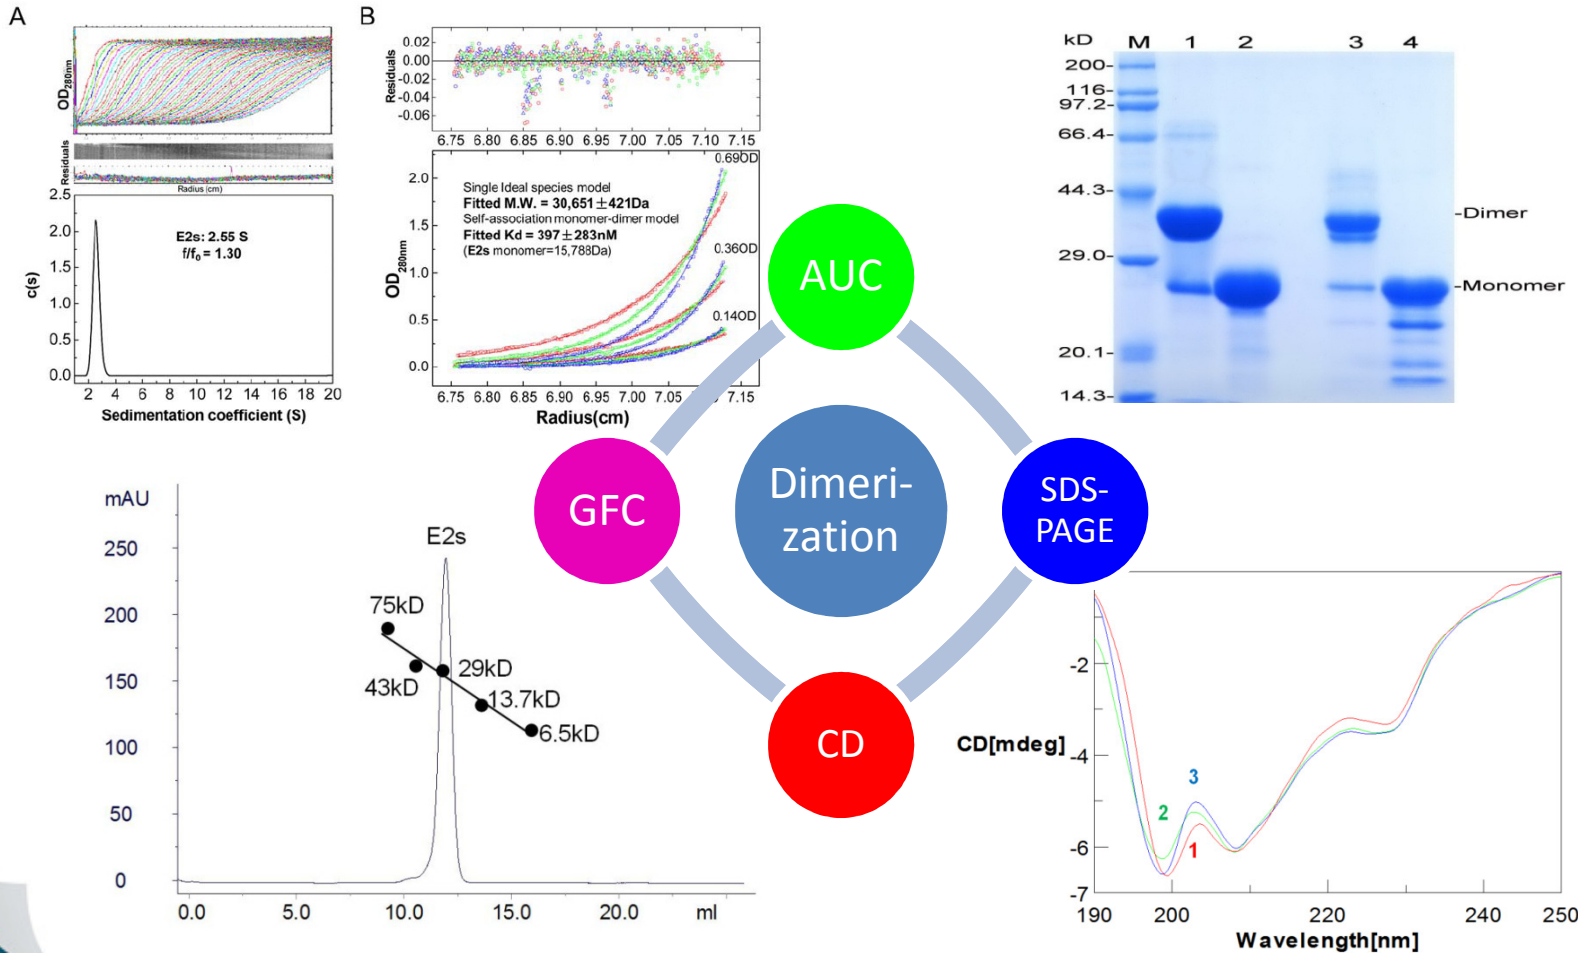 A
OD280nm
Residuals
Radius (cm)
2.5
2.0
1.5
1.0
0.5
0.0
c(s)
E2s: 2.55 S
f/f0 = 1.30
2 4 6 8 10 12 14 16 18 20
Sedimentation coefficient (S)
B
0.02
0.00
-0.02
-0.04
-0.06
Residuals
6.75 6.80 6.85 6.90 6.95 7.00 7.05 7.10 7.15
0.69OD
2.0
1.5
1.0
0.5
0.0
OD280nm
Single Ideal species model
Fitted M.W. = 30,651±421Da
Self-association monomer-dimer model
Fitted Kd = 397±283nM
(E2s monomer=15,788Da)
0.36OD
0.14OD
6.75 6.80 6.85 6.90 6.95 7.00 7.05 7.15
Radius(cm)
kD M 1 2 3 4
200-
116-
97.2-
66.4-
44.3-
29.0-
20.1-
14.3-
-Dimer
-Monomer
AUC
GFC
Dimeri-
zation
SDS-
PAGE
CD
mAU
250
200
150
100
50
0
E2s
75kD
43kD
29kD
13.7kD
6.5kD
0.0 5.0 10.0 15.0 20.0 ml
-2
-4
-6
-7
CD[mdeg]
3
2
1
190 200 220 240 250
Wavelength[nm]